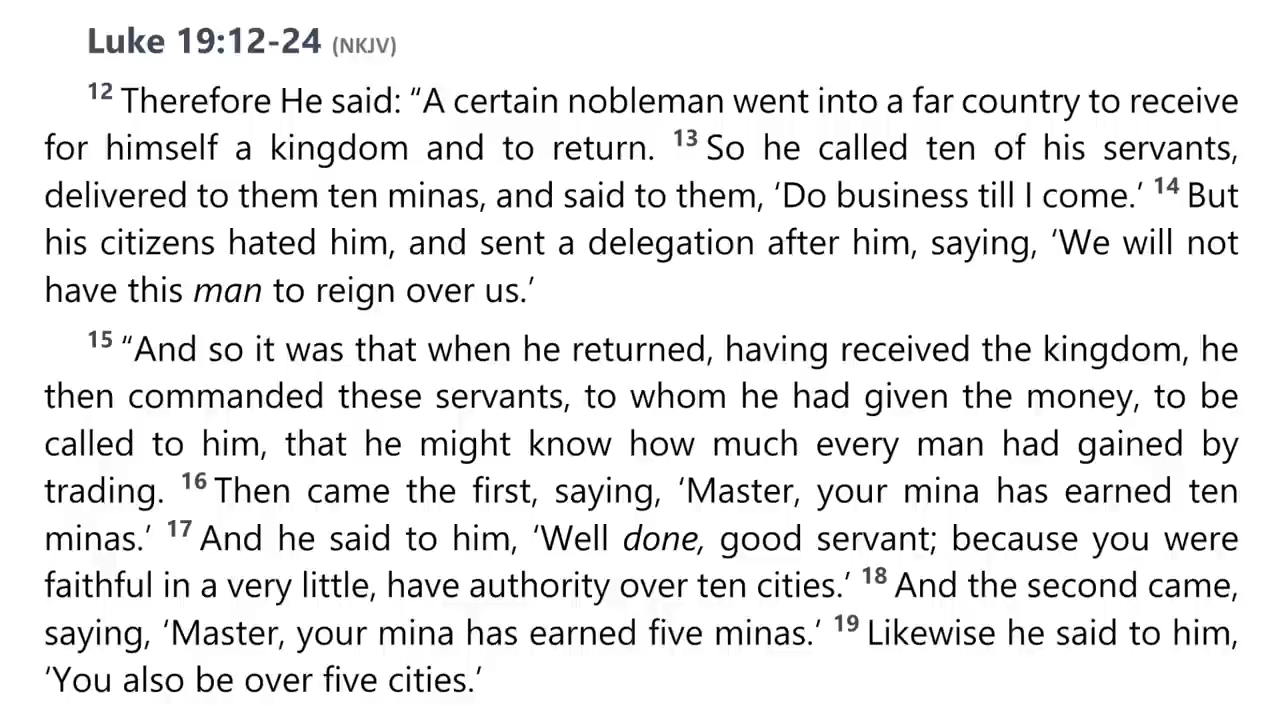 Luke 19:12-24 (NKJV)
12 Therefore He said: “A certain nobleman went into a far country to receive
for himself a kingdom and to return. 13 So he called ten of his servants,
delivered to them ten minas, and said to them, ‘Do business till I come.’ 14 But
his citizens hated him, and sent a delegation after him, saying, ‘We will not
have this man to reign over us.’
15 “And so it was that when he returned, having received the kingdom, he
then commanded these servants, to whom he had given the money, to be
called to him, that he might know how much every man had gained by
trading. 16 Then came the first, saying, ‘Master, your mina has earned ten
minas.’ 17 And he said to him, ‘Well done, good servant; because you were
faithful in a very little, have authority over ten cities.’ 18 And the second came,
saying, ‘Master, your mina has earned five minas.’ 19 Likewise he said to him,
‘You also be over five cities.’